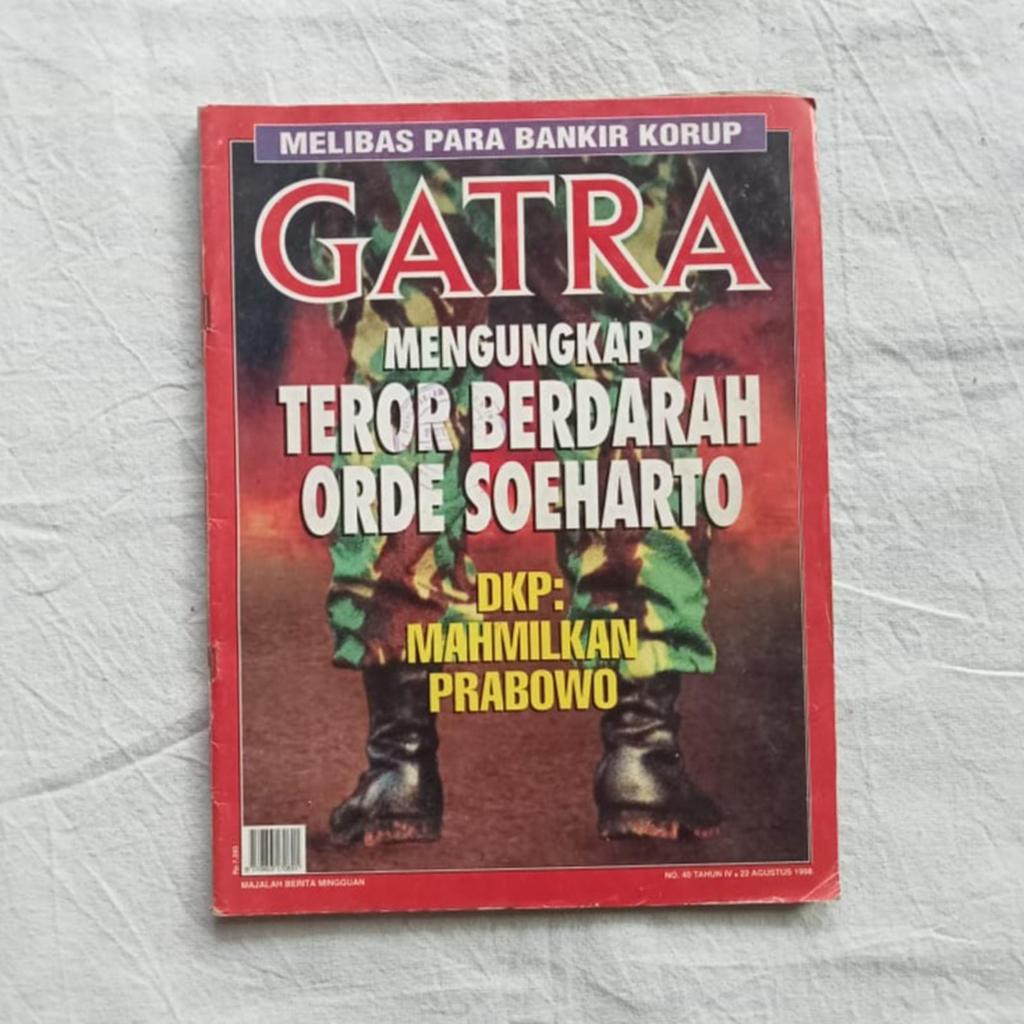 MELIBAS PARA BANKIR KORUP
GATRA
MENGUNGKAP
TEROR BERDARAH
ORDE SOEHARTO
DKP:
MAHMILKAN
PRABOWO
MAJALAH BERITA MINGGUAN
NO. 40 TAHUN IV • 22 AGUSTUS 1998